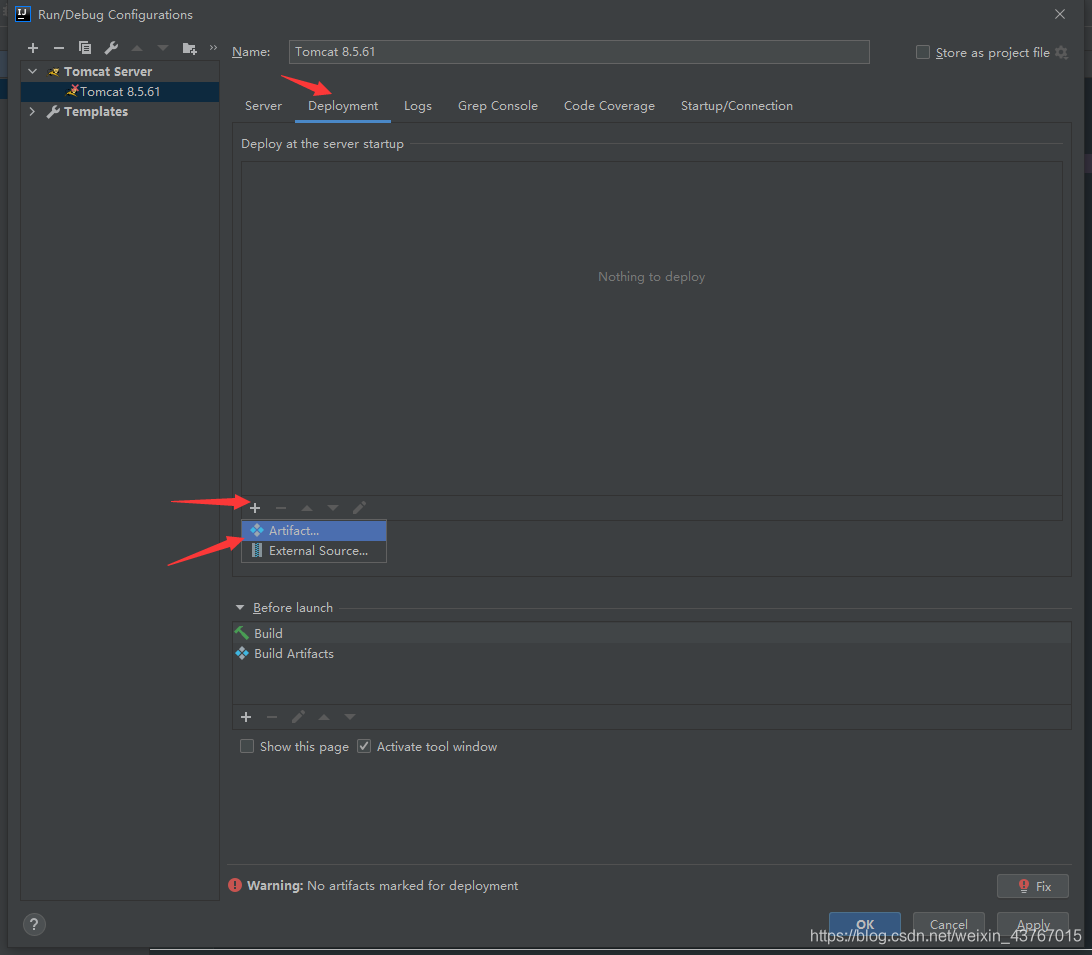 Run/Debug Configurations
Name: Tomcat 8.5.61
Store as project file
Tomcat Server
Tomcat 8.5.61
Templates
Server Deployment Logs Grep Console Code Coverage Startup/Connection
Deploy at the server startup
Nothing to deploy
Artifact...
External Source...
Before launch
Build
Build Artifacts
Show this page Activate tool window
Warning: No artifacts marked for deployment
Fix
? OK Cancel Apply
https://blog.csdn.net/weixin_43767015